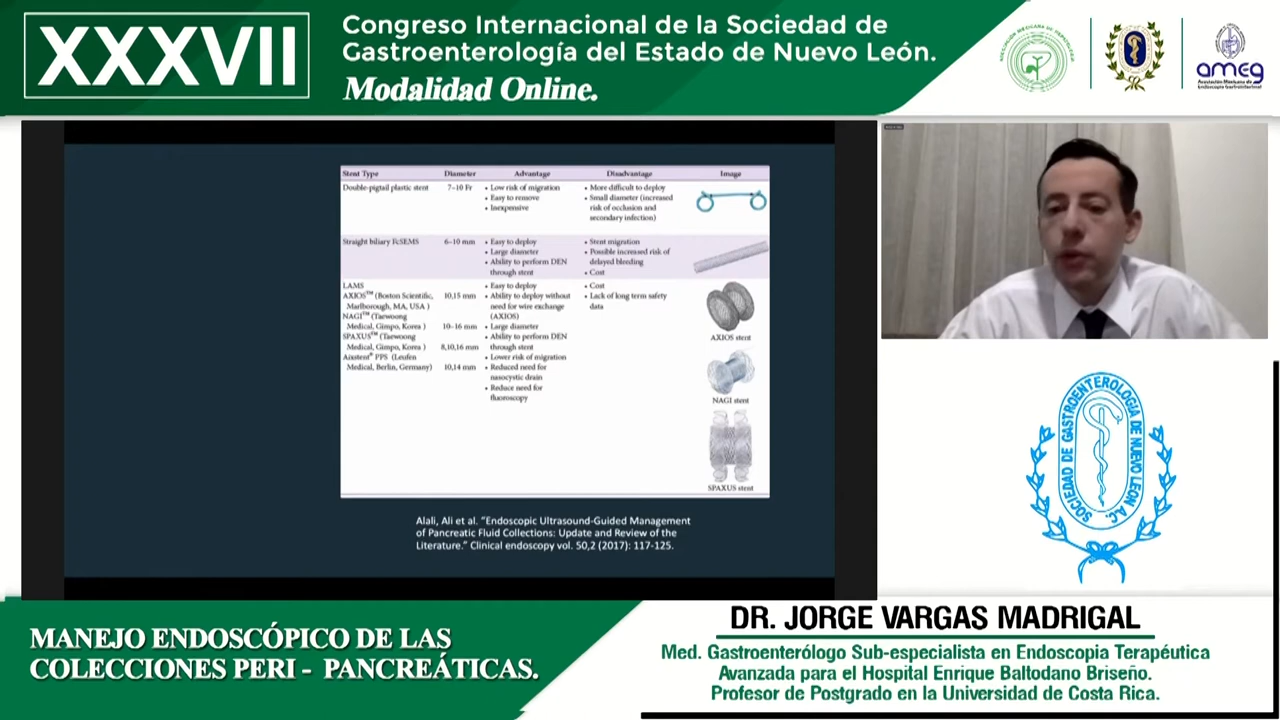 XXXVII
Congreso Internacional de la Sociedad de
Gastroenterología del Estado de Nuevo León.
Modalidad Online.
ameg
Stent Type Diameter Advantage Disadvantage Image
Double-pigtail plastic stent 7–10 Fr • Low risk of migration • More difficult to deploy
• Easy to remove • Small diameter (increased
• Inexpensive risk of occlusion and
secondary infection)
Straight biliary FcSEMS 6–10 mm • Easy to deploy • Stent migration
• Large diameter • Possible increased risk of
• Ability to perform DEN delayed bleeding
through stent • Cost
LAMS • Easy to deploy • Cost
AXIOS™ (Boston Scientific, 10,15 mm • Ability to deploy without • Lack of long term safety
Marlborough, MA, USA ) need for wire exchange data
NAGI™ (Taewoong (AXIOS)
Medical, Gimpo, Korea ) 10–16 mm • Large diameter
SPAXUS™ (Taewoong • Ability to perform DEN
Medical, Gimpo, Korea ) 8,10,16 mm through stent
PPS (Leufen • Lower risk of migration
Medical, Berlin, Germany) 10,14 mm • Reduced need for
nasocystic drain
• Reduce need for
fluoroscopy
AXIOS stent
NAGI stent
SPAXUS stent
Alali, Ali et al. “Endoscopic Ultrasound-Guided Management
of Pancreatic Fluid Collections: Update and Review of the
Literature.” Clinical endoscopy vol. 50,2 (2017): 117-125.
SOCIEDAD DE GASTROENTEROLOGIA DE NUEVO LEON A.C.
MANEJO ENDOSCÓPICO DE LAS
COLECCIONES PERI - PANCREÁTICAS.
DR. JORGE VARGAS MADRIGAL
Med. Gastroenterólogo Sub-especialista en Endoscopia Terapéutica
Avanzada para el Hospital Enrique Baltodano Briseño.
Profesor de Postgrado en la Universidad de Costa Rica.